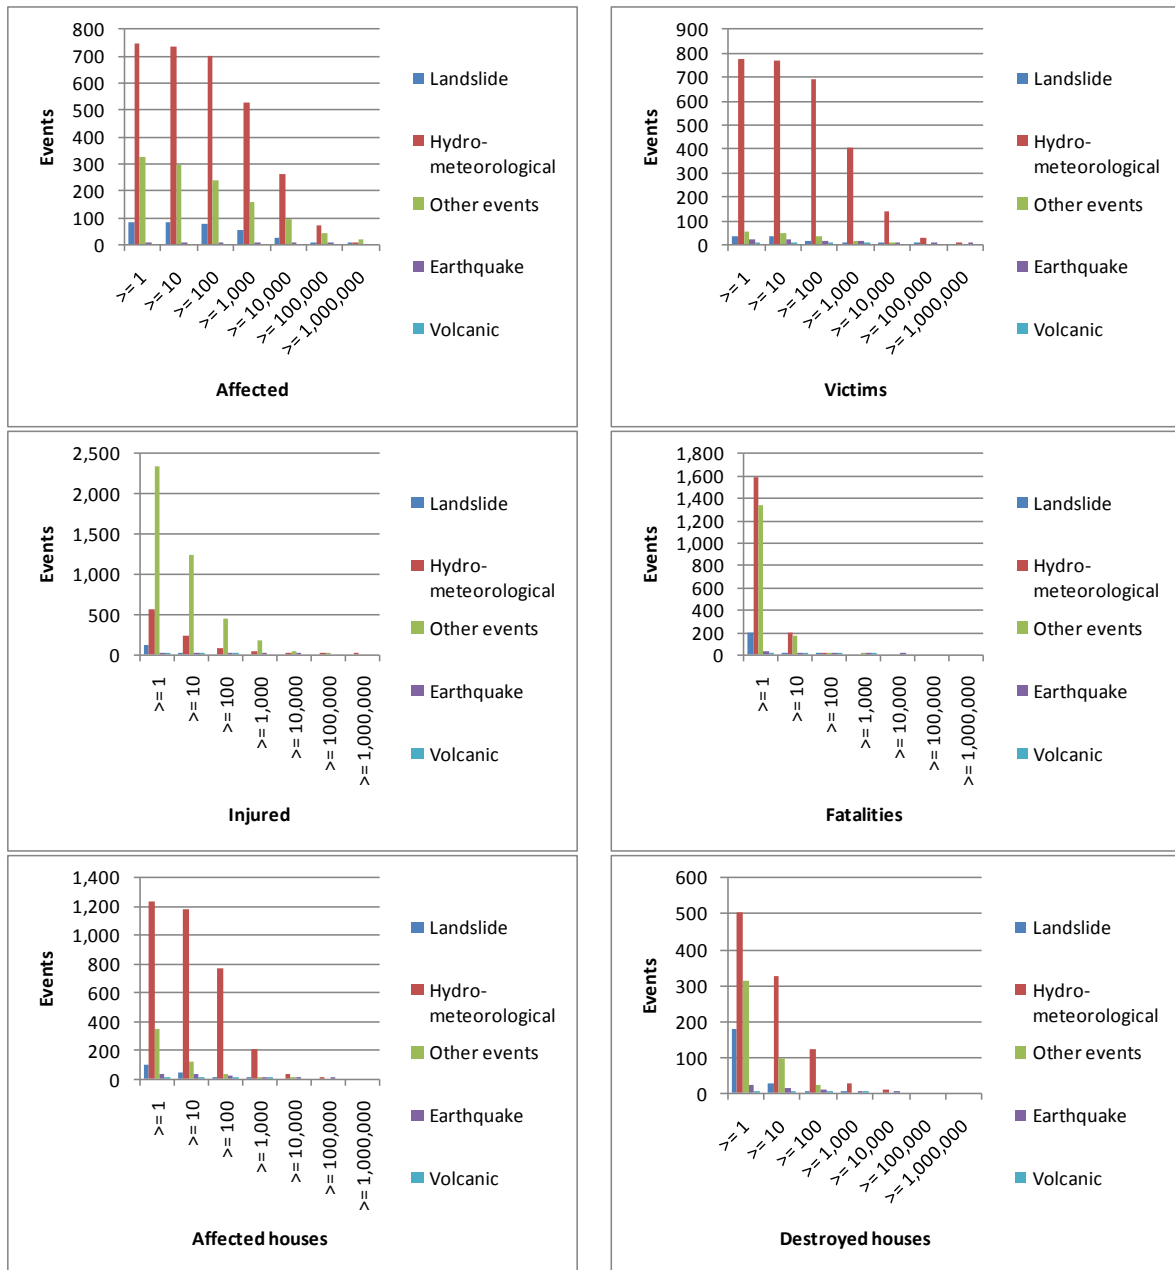 800
700
600
500
400
300
200
100
0
Events
>= 1
>= 10
>= 100
>= 1,000
>= 10,000
>= 100,000
>= 1,000,000
Affected
Landslide
Hydro-
meteorological
Other events
Earthquake
Volcanic
900
800
700
600
500
400
300
200
100
0
Events
>= 1
>= 10
>= 100
>= 1,000
>= 10,000
>= 100,000
>= 1,000,000
Victims
Landslide
Hydro-
meteorological
Other events
Earthquake
Volcanic
2,500
2,000
1,500
1,000
500
0
Events
>= 1
>= 10
>= 100
>= 1,000
>= 10,000
>= 100,000
>= 1,000,000
Injured
Landslide
Hydro-
meteorological
Other events
Earthquake
Volcanic
1,800
1,600
1,400
1,200
1,000
800
600
400
200
0
Events
>= 1
>= 10
>= 100
>= 1,000
>= 10,000
>= 100,000
>= 1,000,000
Fatalities
Landslide
Hydro-
meteorological
Other events
Earthquake
Volcanic
1,400
1,200
1,000
800
600
400
200
0
Events
>= 1
>= 10
>= 100
>= 1,000
>= 10,000
>= 100,000
>= 1,000,000
Affected houses
Landslide
Hydro-
meteorological
Other events
Earthquake
Volcanic
600
500
400
300
200
100
0
Events
>= 1
>= 10
>= 100
>= 1,000
>= 10,000
>= 100,000
>= 1,000,000
Destroyed houses
Landslide
Hydro-
meteorological
Other events
Earthquake
Volcanic